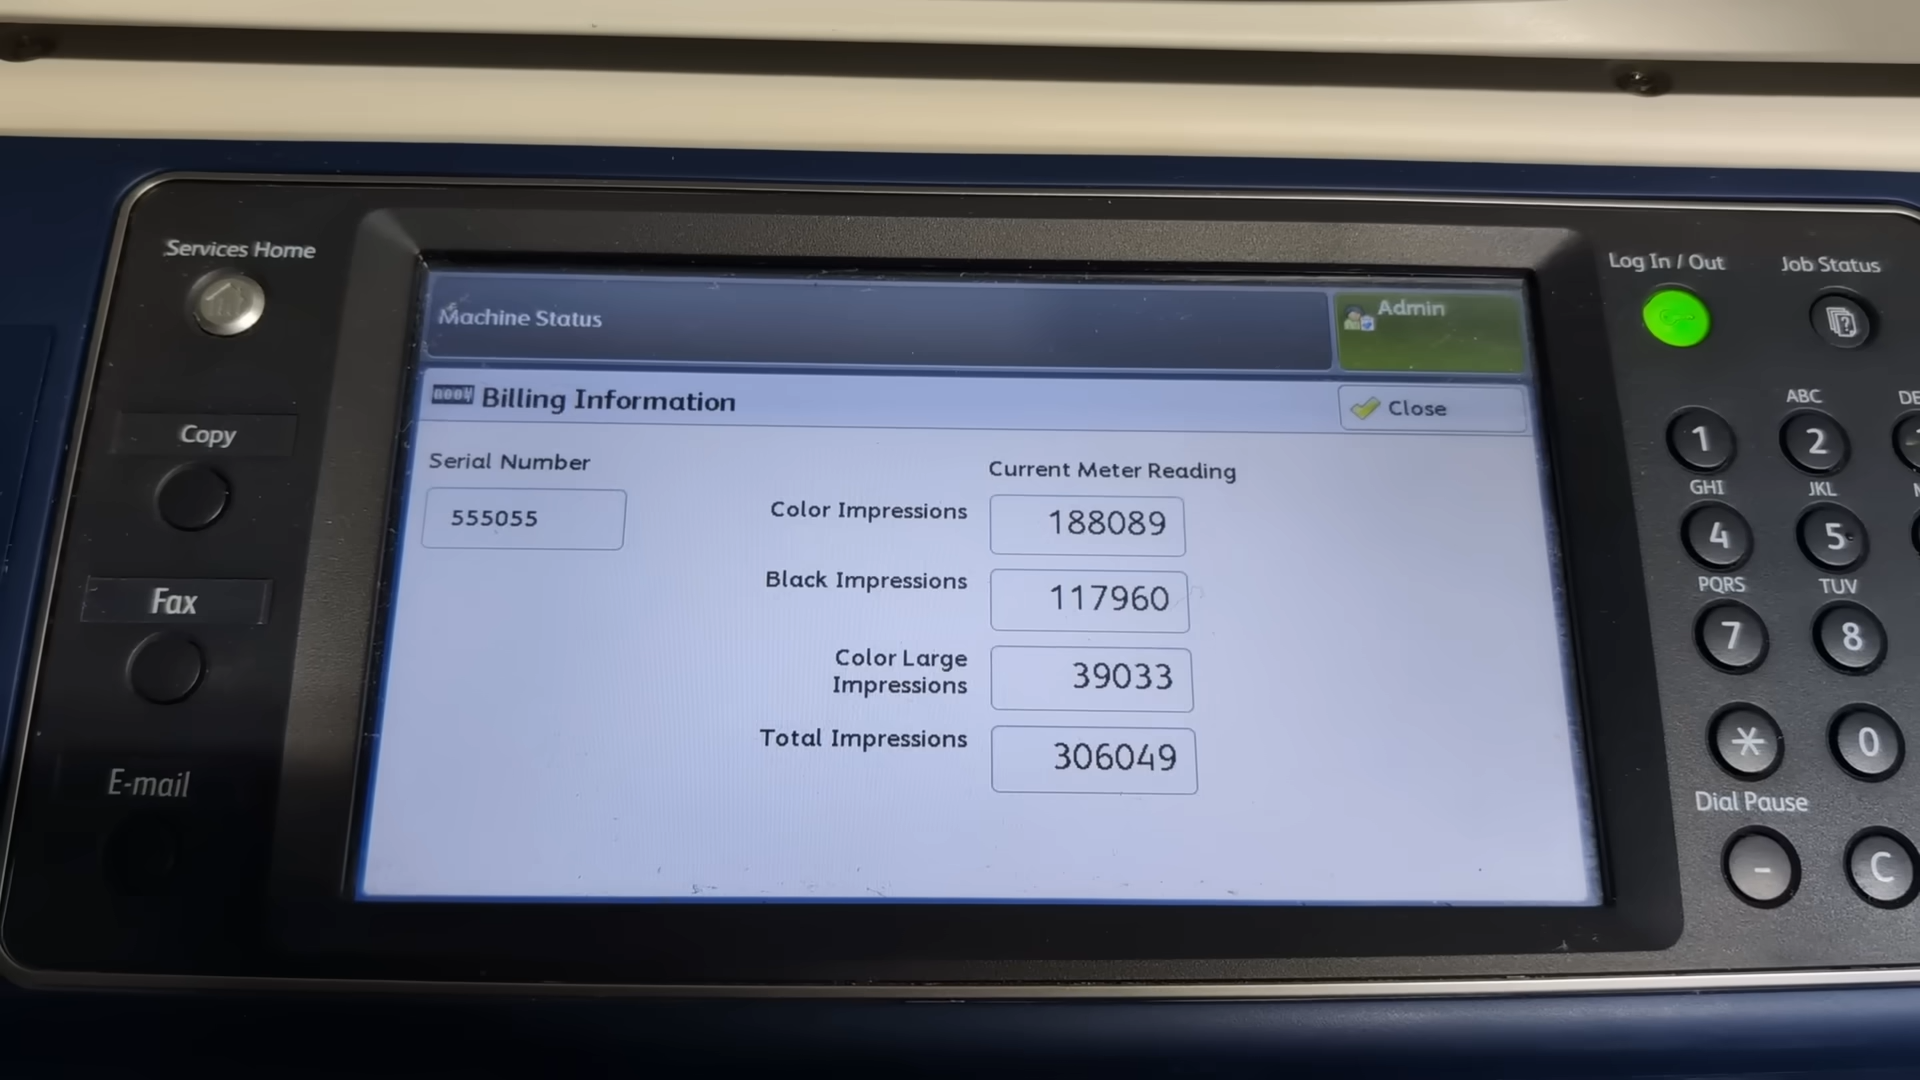 Services Home
Log In / Out
Job Status
Machine Status
Admin
Billing Information
Close
Serial Number
Current Meter Reading
555055
Color Impressions
188089
Black Impressions
117960
Color Large
Impressions
39033
Total Impressions
306049
Copy
Fax
E-mail
ABC
1
2
GHI
JKL
4
5
PQRS
TUV
7
8
*
0
Dial Pause
-
C